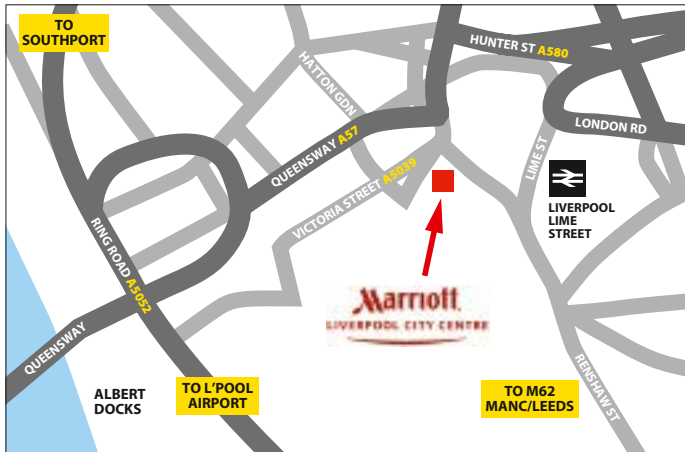 TO
SOUTHPORT
HUNTER ST A580
HATTON GDN
LONDON RD
QUEENSWAY A57
LIME ST
VICTORIA STREET A5039
LIVERPOOL
LIME
STREET
RING ROAD A5052
Marriott
LIVERPOOL CITY CENTRE
QUEENSWAY
ALBERT
DOCKS
TO L'POOL
AIRPORT
TO M62
MANC/LEEDS
RENSHAW ST